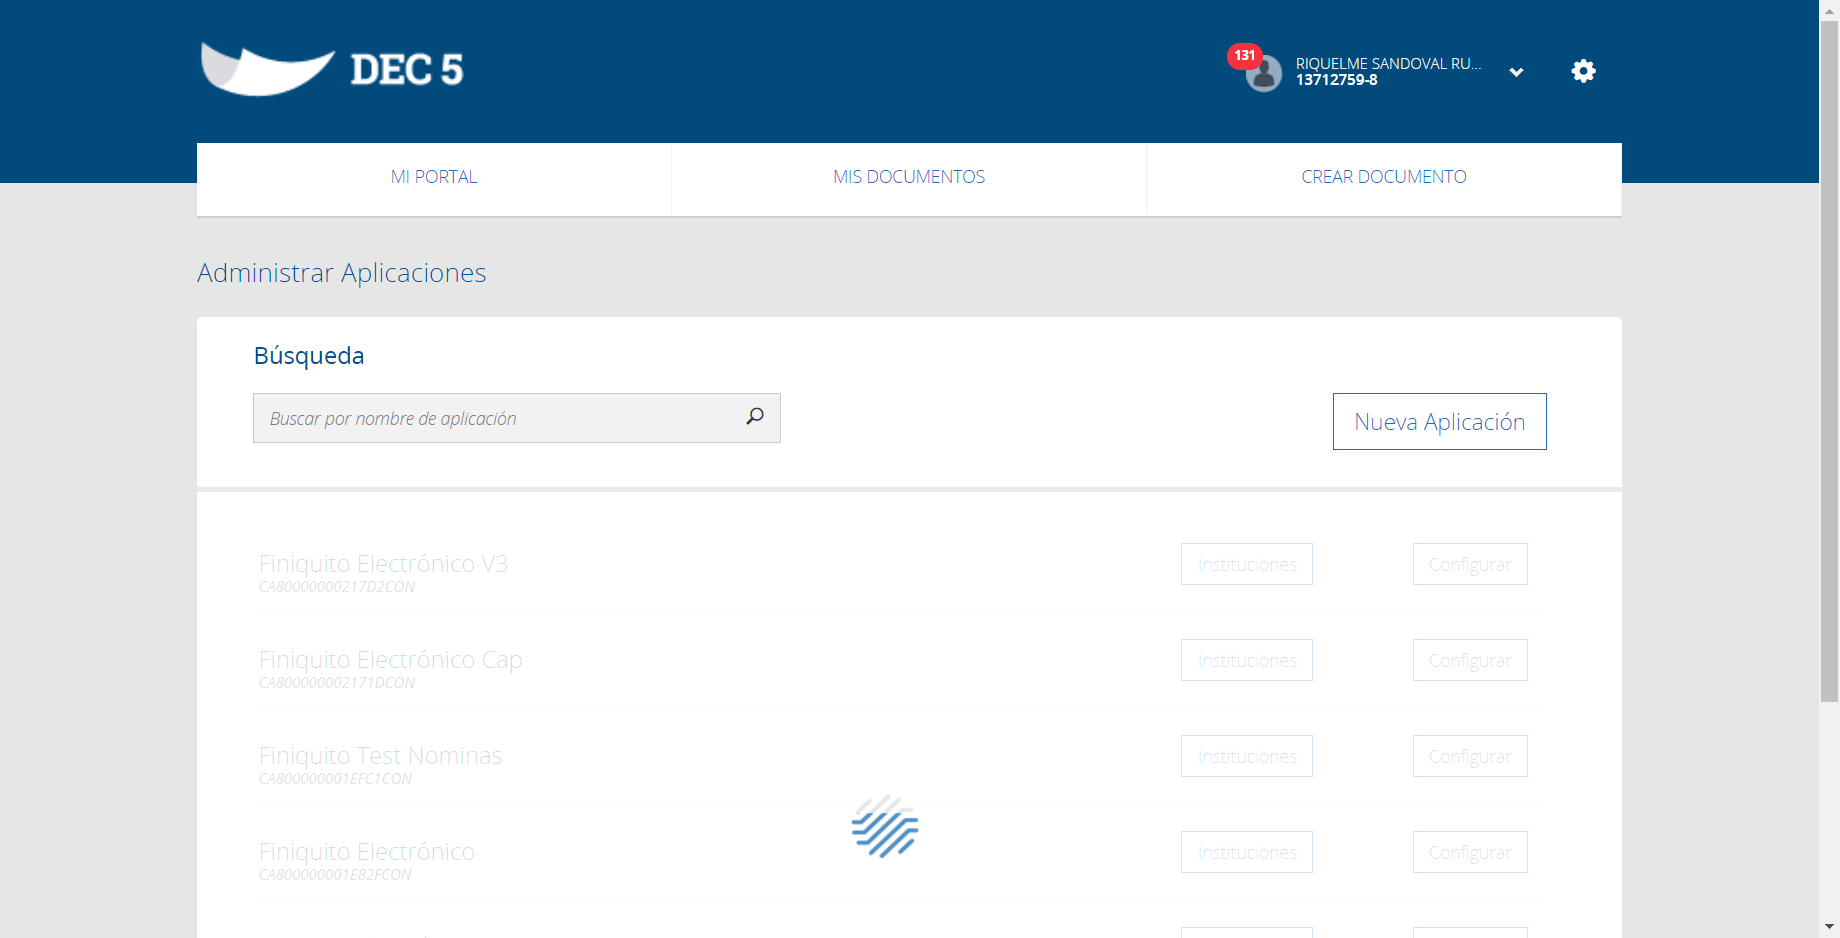 DEC 5
131
RIQUELME SANDOVAL RU...
13712759-8
MI PORTAL
MIS DOCUMENTOS
CREAR DOCUMENTO
Administrar Aplicaciones
Búsqueda
Buscar por nombre de aplicación
Nueva Aplicación
Finiquito Electrónico V3
CA80000000217D2CON
Instituciones
Configurar
Finiquito Electrónico Cap
CA800000002171DCON
Instituciones
Configurar
Finiquito Test Nominas
CA800000001EFC1CON
Instituciones
Configurar
Finiquito Electrónico
CA800000001E82FCON
Instituciones
Configurar